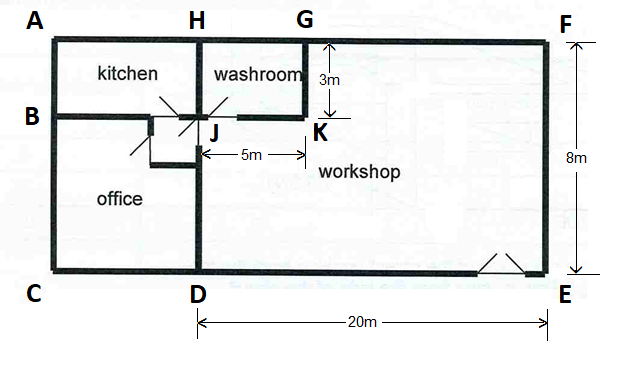 A H G F
kitchen washroom 3m
B J K
5m 8m
workshop
office
C D E
20m